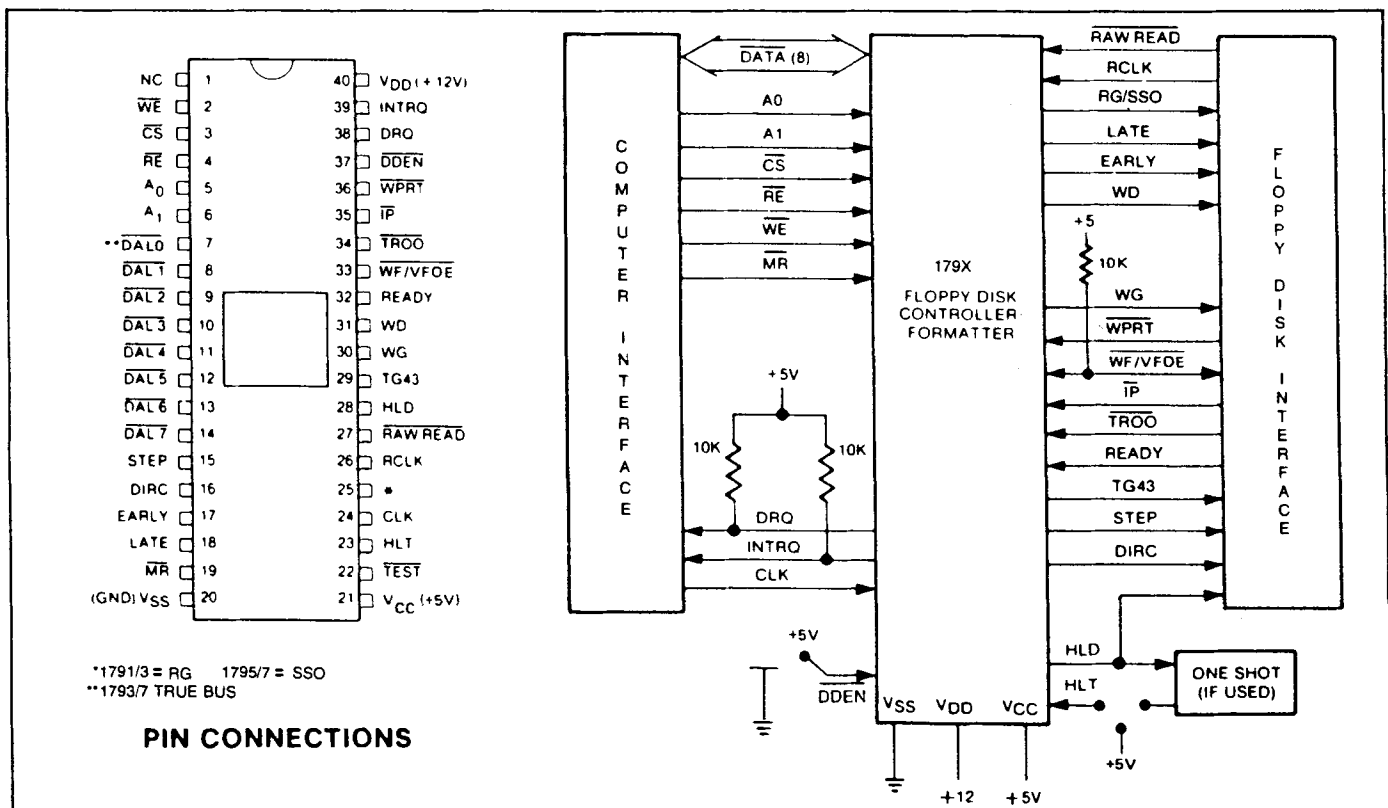 NC 1
WE 2
CS 3
RE 4
A0 5
A1 6
**DAL0 7
DAL1 8
DAL2 9
DAL3 10
DAL4 11
DAL5 12
DAL6 13
DAL7 14
STEP 15
DIRC 16
EARLY 17
LATE 18
MR 19
(GND) VSS 20
40 VDD (+12V)
39 INTRQ
38 DRQ
37 DDEN
36 WPRT
35 IP
34 TROO
33 WF/VFOE
32 READY
31 WD
30 WG
29 TG43
28 HLD
27 RAW READ
26 RCLK
25 *
24 CLK
23 HLT
22 TEST
21 VCC (+5V)
*1791/3 = RG 1795/7 = SSO
**1793/7 TRUE BUS
PIN CONNECTIONS
COMPUTER INTERFACE
DATA (8)
A0
A1
CS
RE
WE
MR
+5V
10K
10K
DRQ
INTRQ
CLK
+5V
DDEN
179X
FLOPPY DISK
CONTROLLER
FORMATTER
VSS VDD VCC
+12 +5V
RAW READ
RCLK
RG/SSO
LATE
EARLY
WD
+5
10K
WG
WPRT
WF/VFOE
IP
TROO
READY
TG43
STEP
DIRC
HLD
HLT
+5V
ONE SHOT
(IF USED)
FLOPPY DISK INTERFACE